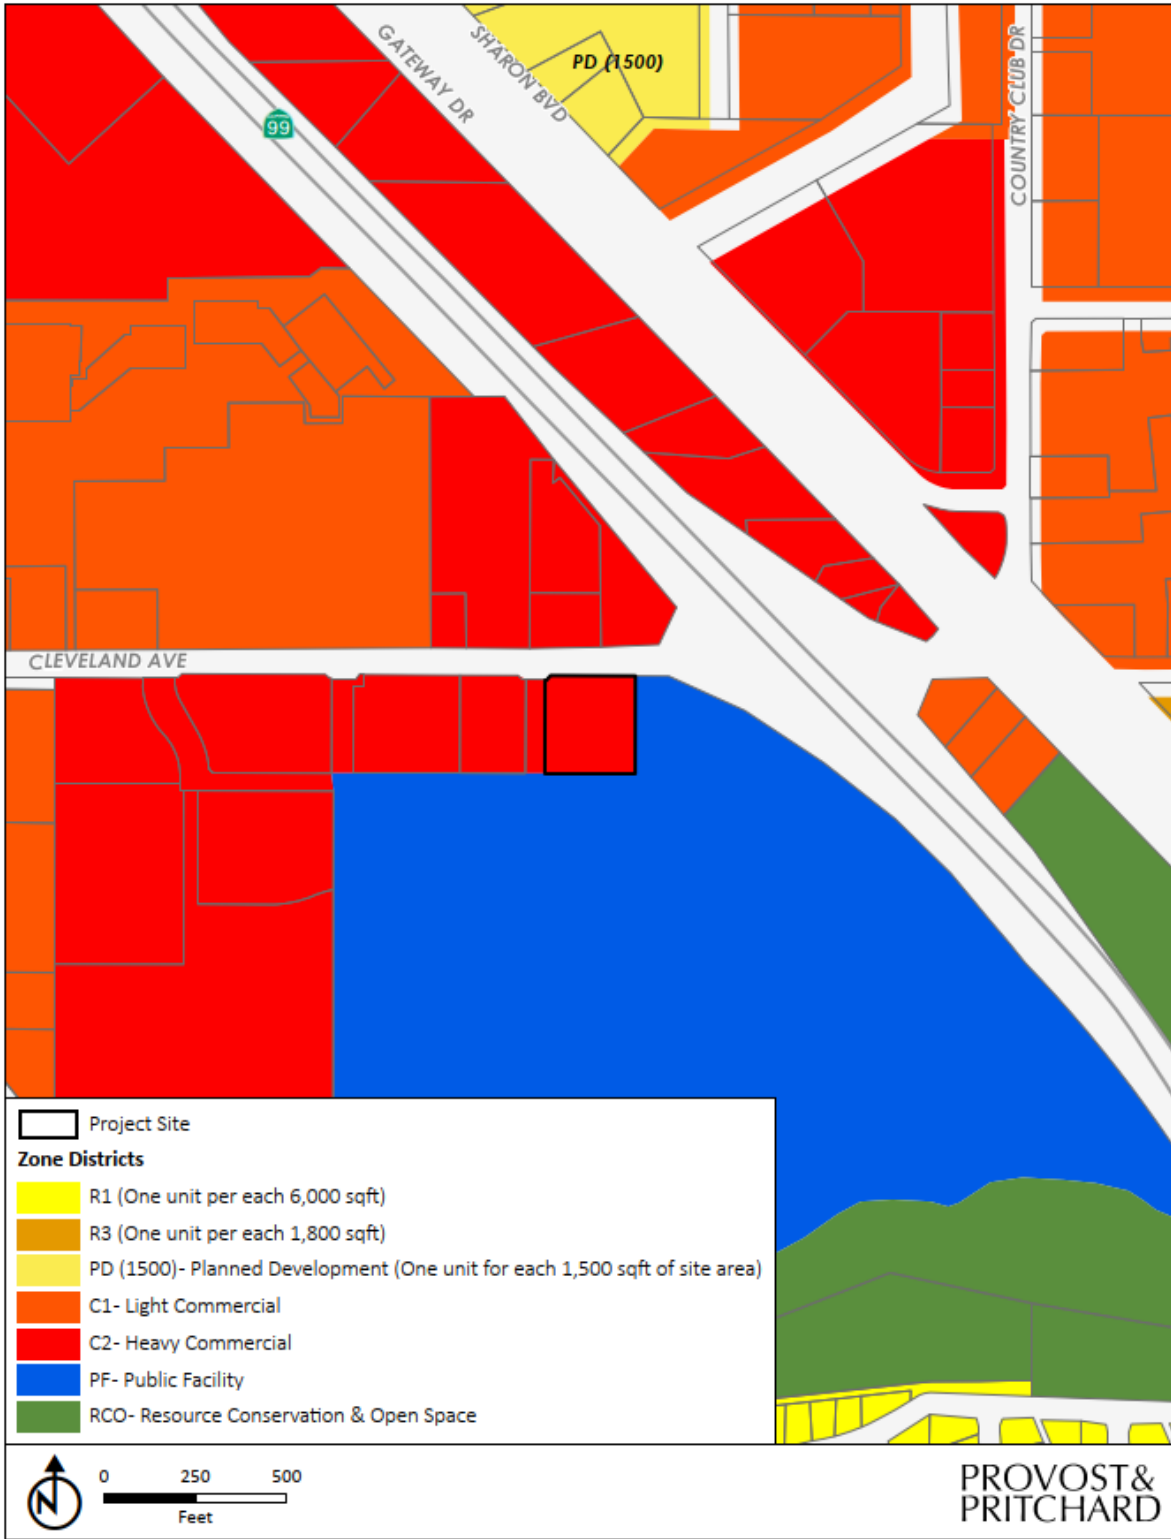 GATEWAY DR
SHARON BVD
PD (1500)
COUNTRY CLUB DR
99
CLEVELAND AVE
Project Site
Zone Districts
R1 (One unit per each 6,000 sqft)
R3 (One unit per each 1,800 sqft)
PD (1500)- Planned Development (One unit for each 1,500 sqft of site area)
C1- Light Commercial
C2- Heavy Commercial
PF- Public Facility
RCO- Resource Conservation & Open Space
N
0 250 500
Feet
PROVOST&
PRITCHARD